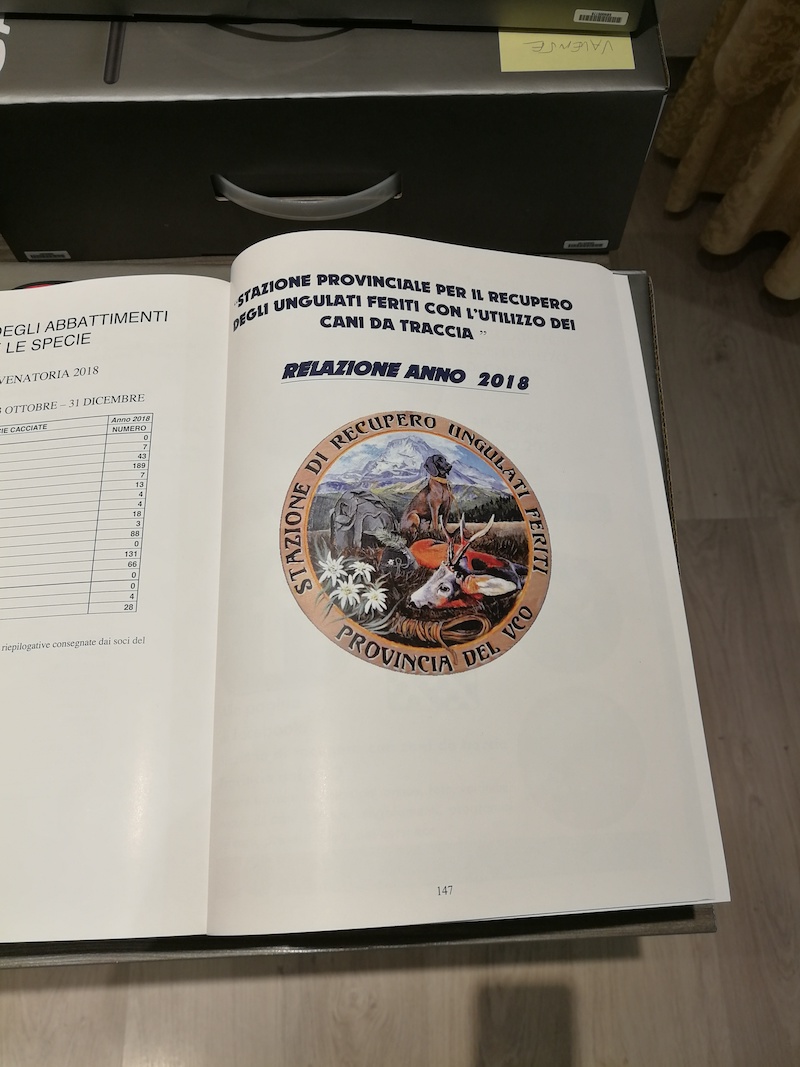 VALENTE
DEGLI ABBATTIMENTI
LE SPECIE
VENATORIA 2018
OTTOBRE – 31 DICEMBRE
CACCIATE Anno 2018
NUMERO
0
7
43
189
7
13
4
4
18
3
88
0
131
66
0
0
4
28
riepilogative consegnate dai soci del
"STAZIONE PROVINCIALE PER IL RECUPERO
DEGLI UNGULATI FERITI CON L'UTILIZZO DEI
CANI DA TRACCIA"
RELAZIONE ANNO 2018
STAZIONE DI RECUPERO UNGULATI FERITI
PROVINCIA DEL VCO
147